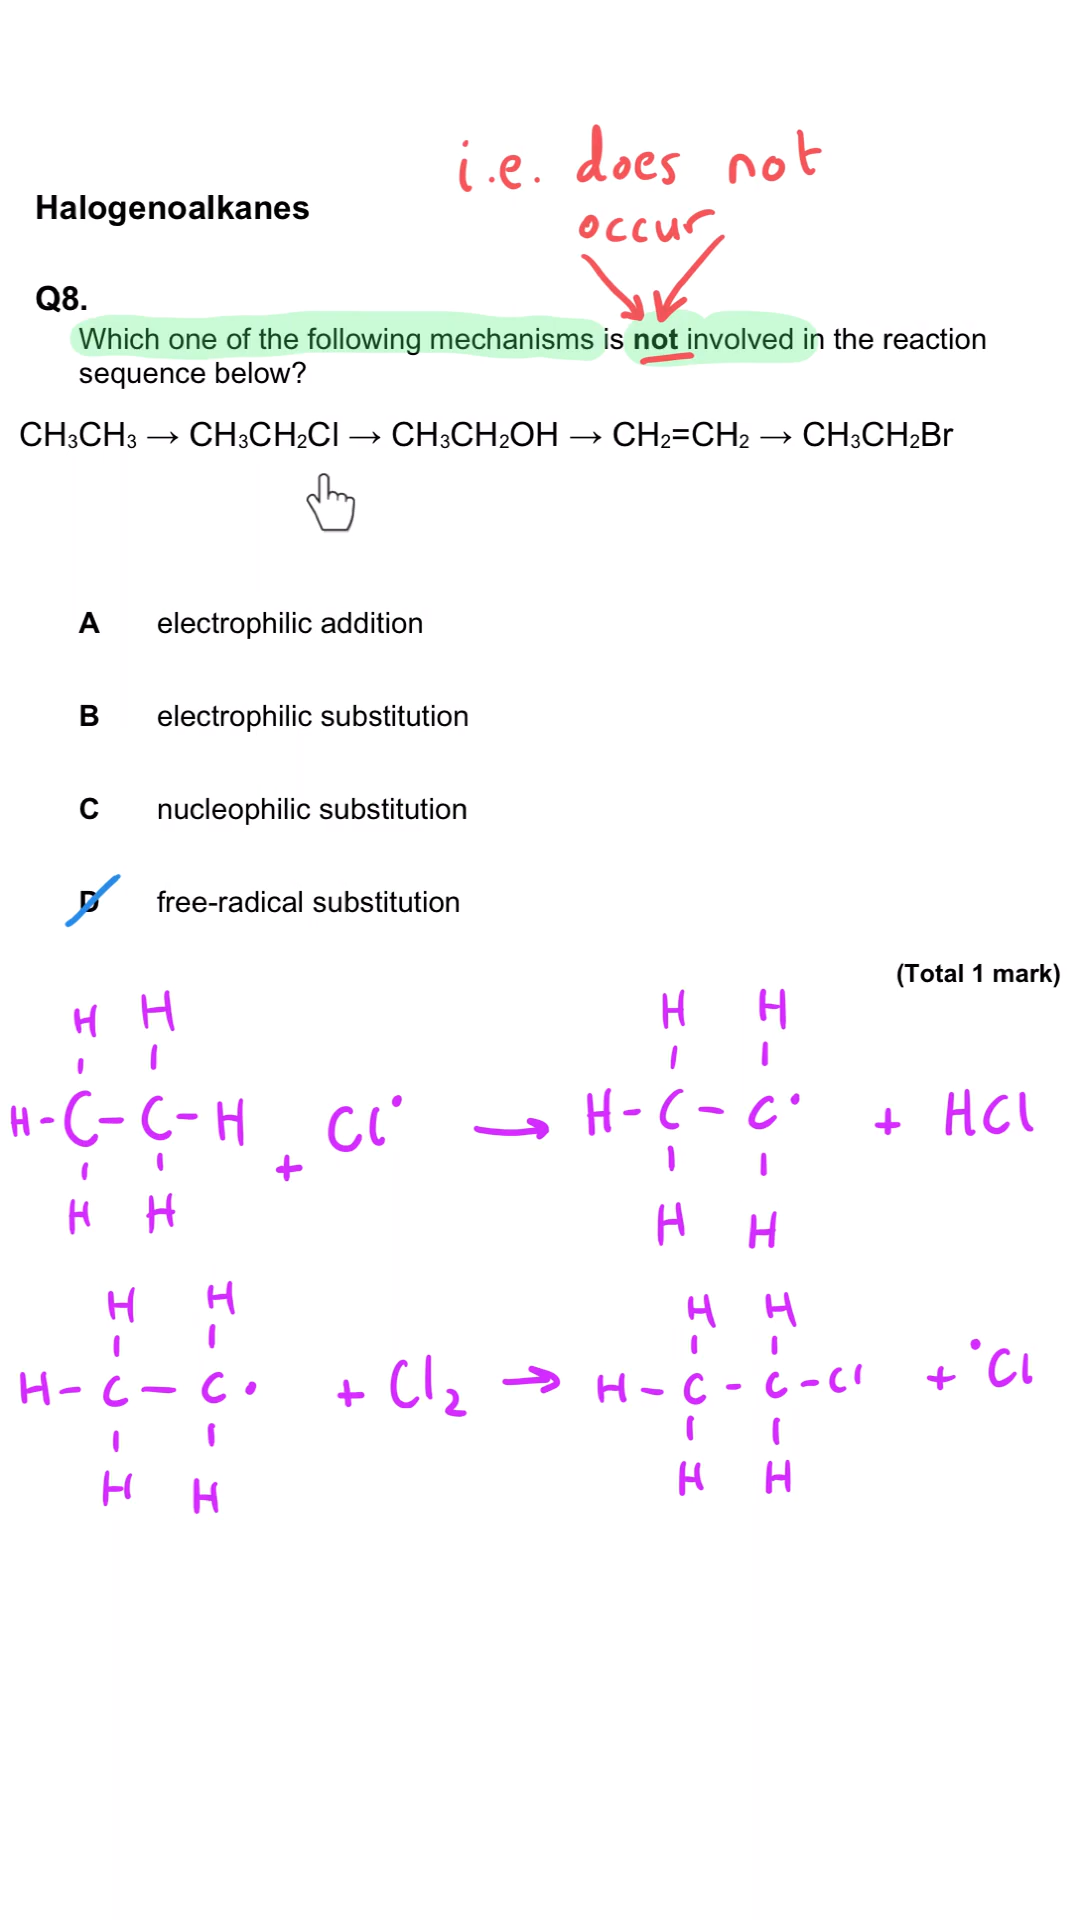 i.e. does not
occur
Halogenoalkanes
Q8.
Which one of the following mechanisms is not involved in the reaction
sequence below?
CH₃CH₃ → CH₃CH₂Cl → CH₃CH₂OH → CH₂=CH₂ → CH₃CH₂Br
A electrophilic addition
B electrophilic substitution
C nucleophilic substitution
D free-radical substitution
(Total 1 mark)
H H H H
H-C-C-H + Cl• → H-C-C• + HCl
H H H H
H H H H
H-C-C• + Cl₂ → H-C-C-Cl + •Cl
H H H H